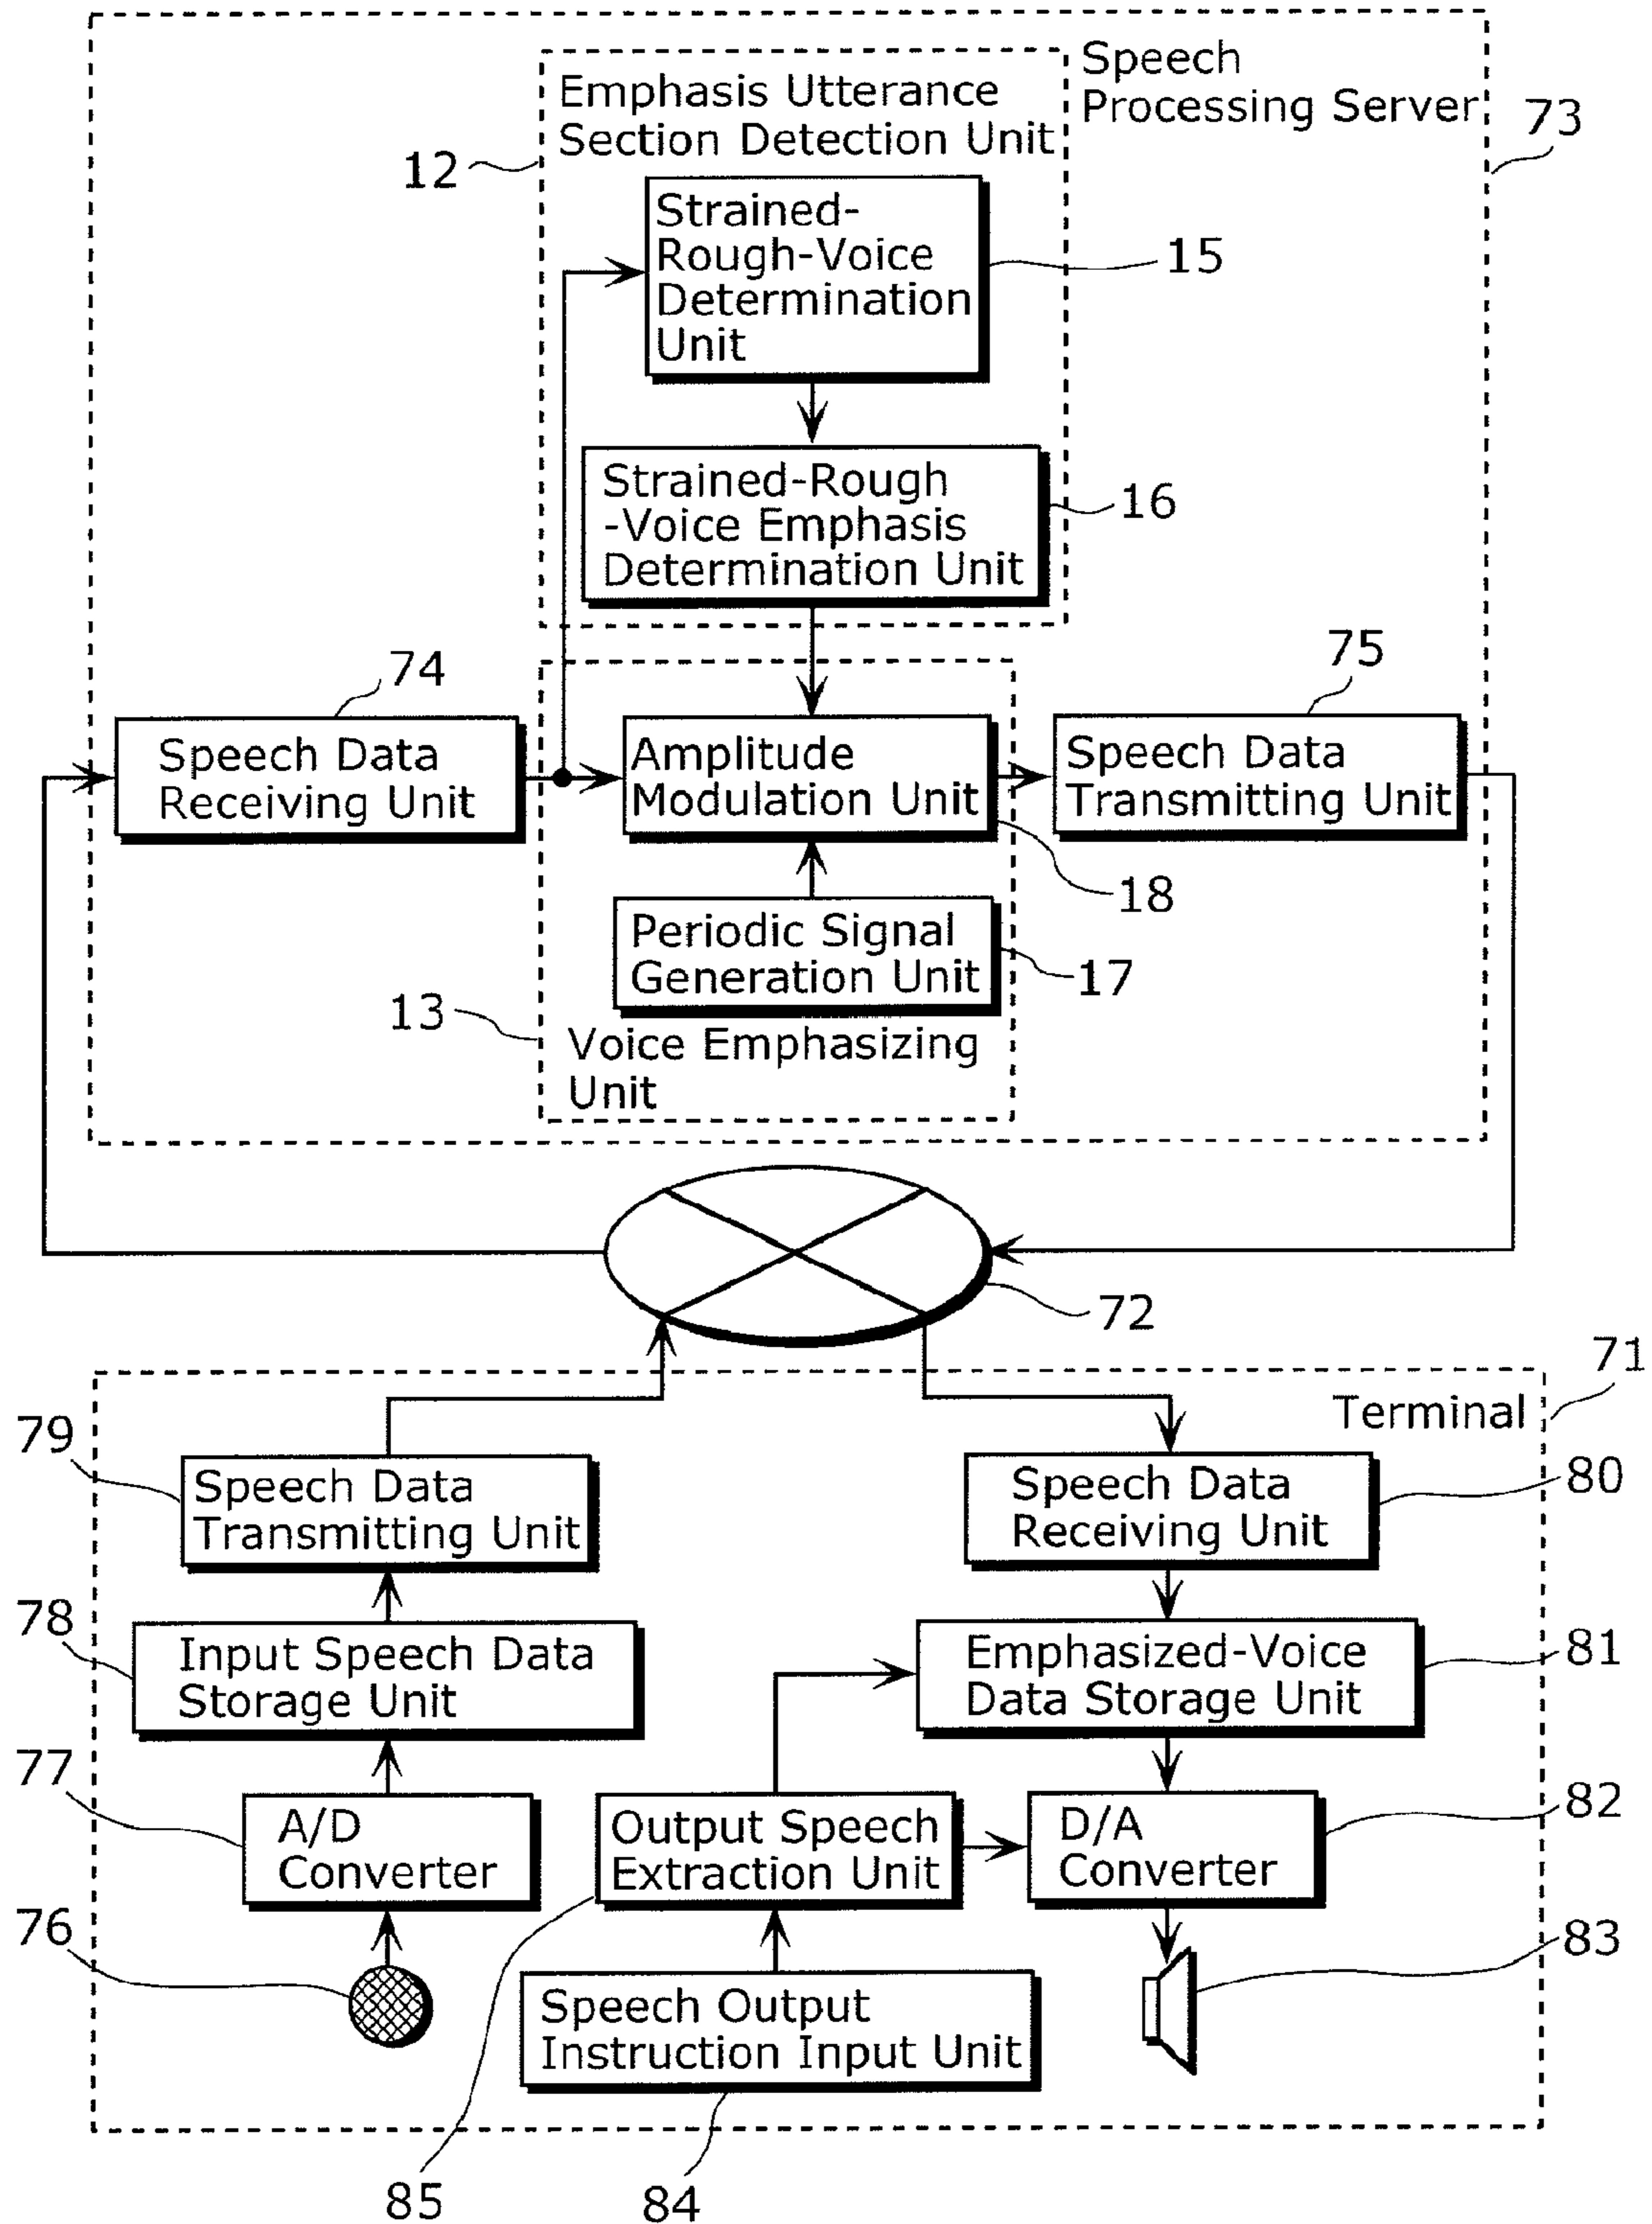 Speech
Processing Server
73
Emphasis Utterance
Section Detection Unit
12
Strained-
Rough-Voice
Determination
Unit
15
Strained-Rough
-Voice Emphasis
Determination Unit
16
74
75
Speech Data
Receiving Unit
Amplitude
Modulation Unit
Speech Data
Transmitting Unit
18
Periodic Signal
Generation Unit
17
13
Voice Emphasizing
Unit
72
71
Terminal
79
Speech Data
Transmitting Unit
Speech Data
Receiving Unit
80
78
Input Speech Data
Storage Unit
Emphasized-Voice
Data Storage Unit
81
77
A/D
Converter
Output Speech
Extraction Unit
D/A
Converter
82
76
83
Speech Output
Instruction Input Unit
85
84